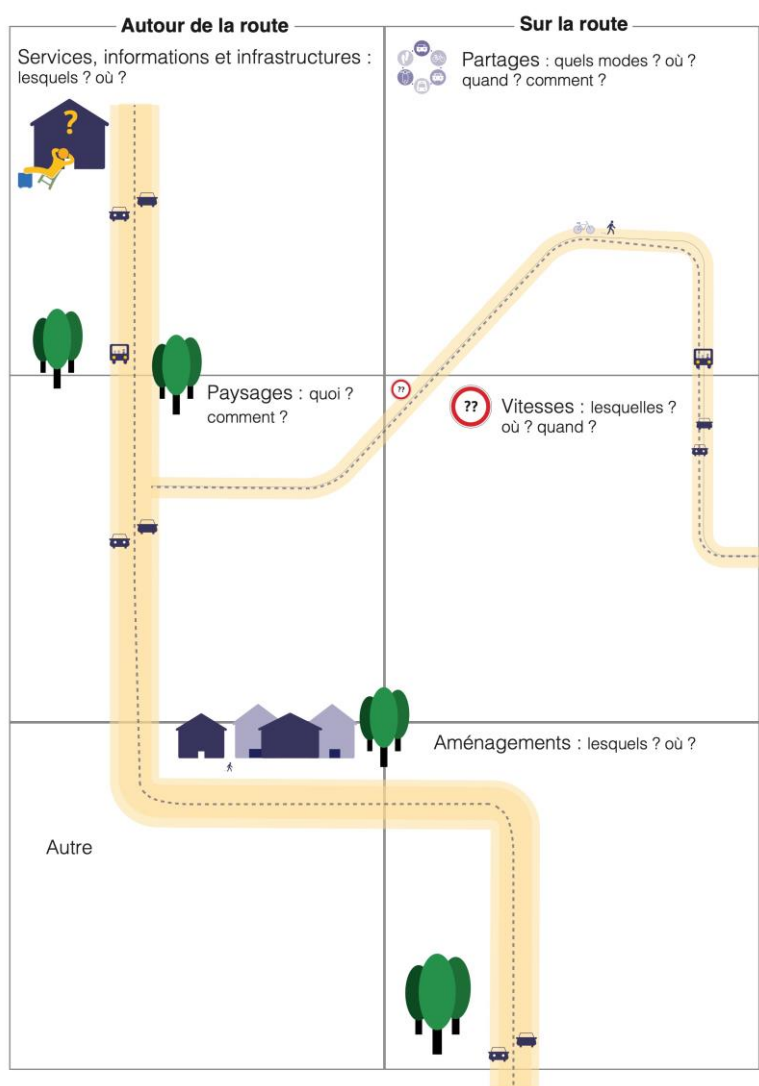 Autour de la route
Sur la route
Services, informations et infrastructures :
lesquels ? où ?
?
Partages : quels modes ? où ?
quand ? comment ?
Paysages : quoi ?
comment ?
??
??
Vitesses : lesquelles ?
où ? quand ?
Autre
Aménagements : lesquels ? où ?